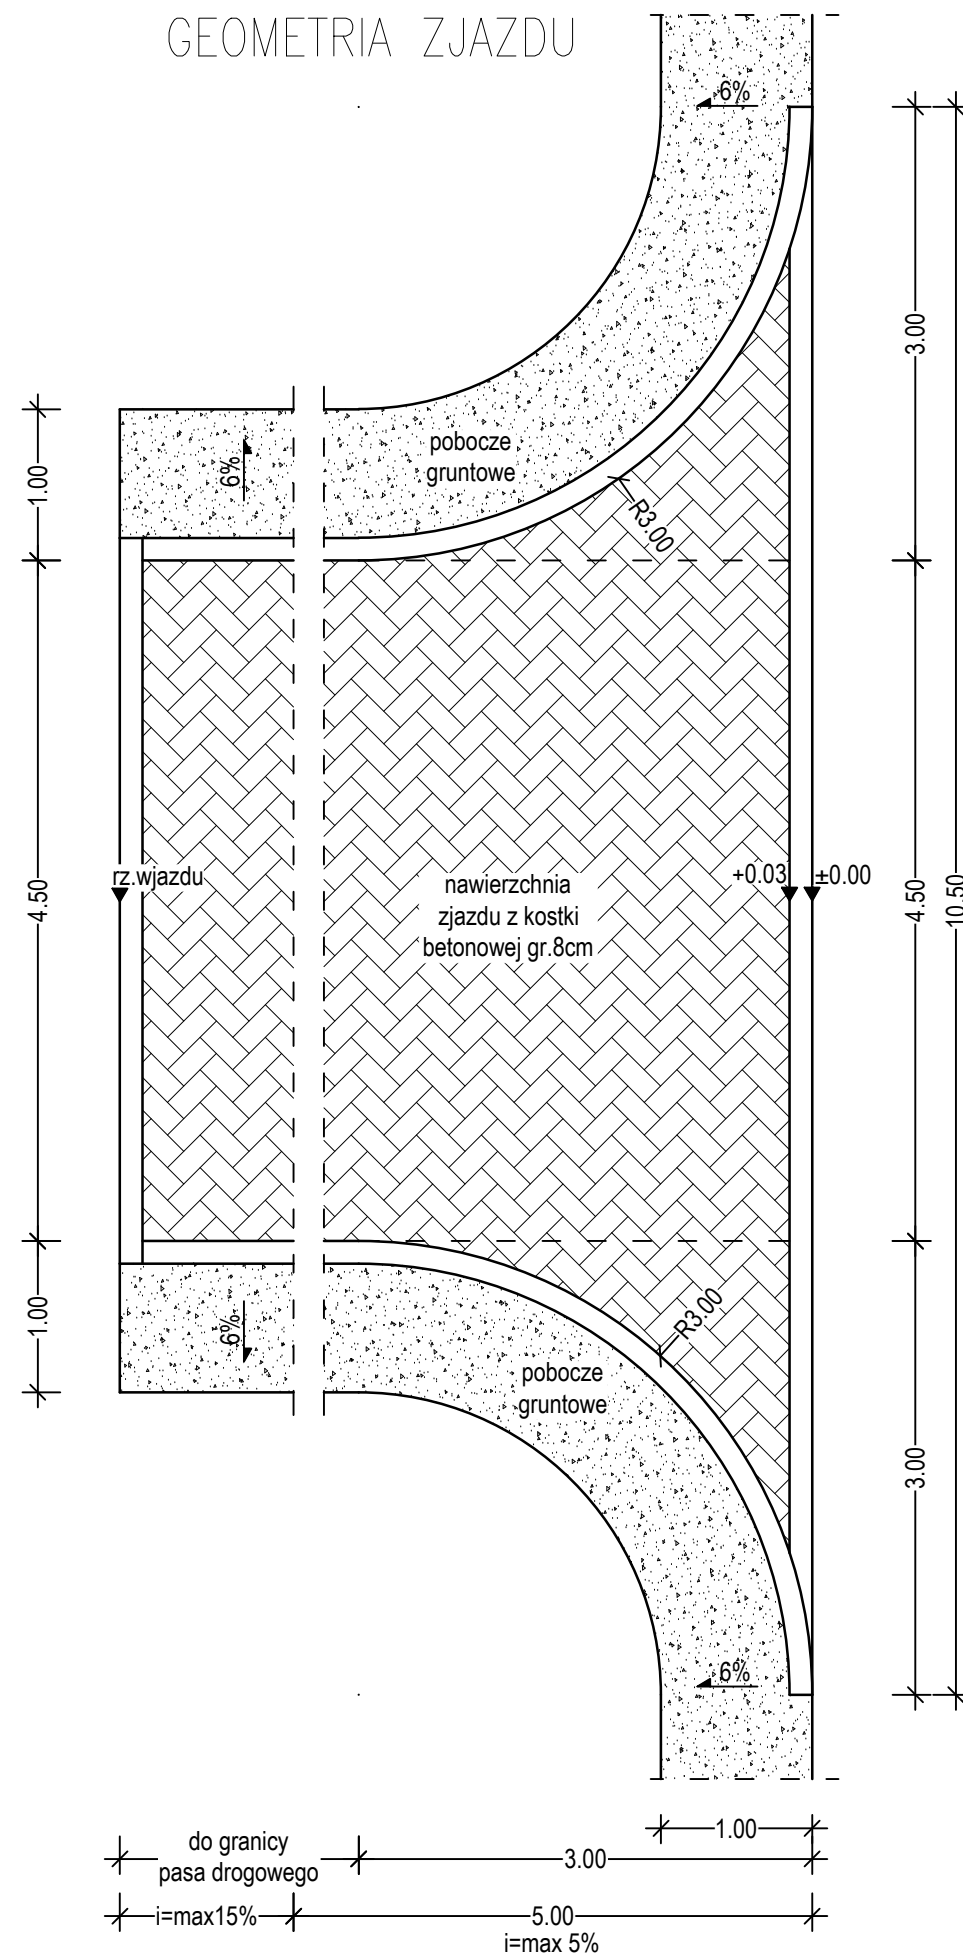 GEOMETRIA ZJAZDU
6%
3.00
1.00
6%
pobocze
gruntowe
R3.00
rz.wjazdu
4.50
nawierzchnia
zjazdu z kostki
betonowej gr.8cm
+0.03
±0.00
4.50
10.50
1.00
6%
R3.00
pobocze
gruntowe
3.00
6%
1.00
do granicy
pasa drogowego
3.00
i=max15%
5.00
i=max 5%